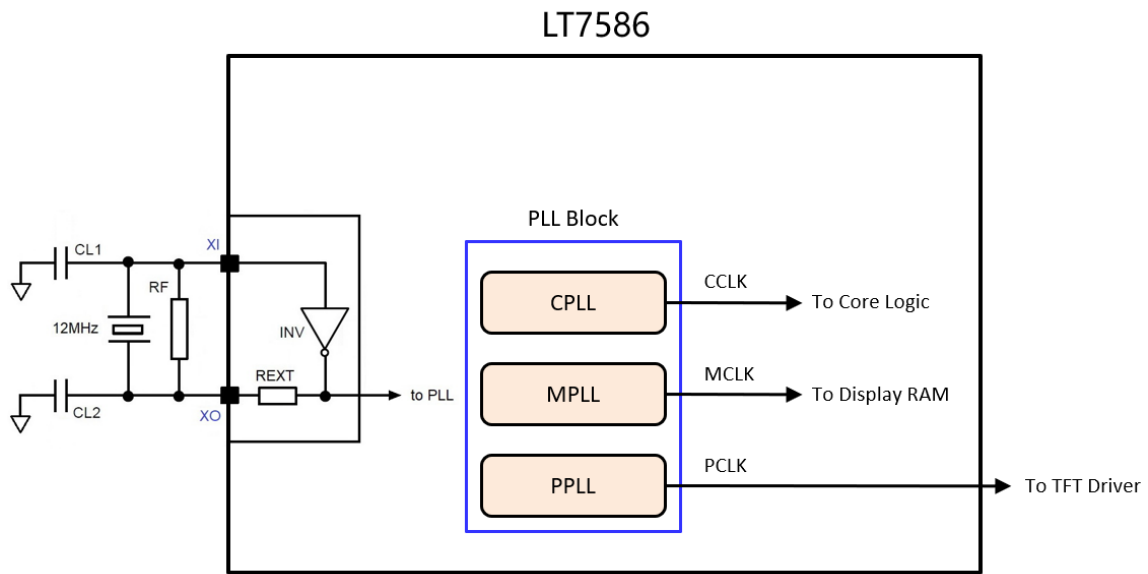 LT7586
PLL Block
CL1
XI
RF
12MHz
INV
REXT
to PLL
CL2
XO
CPLL
CCLK
To Core Logic
MPLL
MCLK
To Display RAM
PPLL
PCLK
To TFT Driver